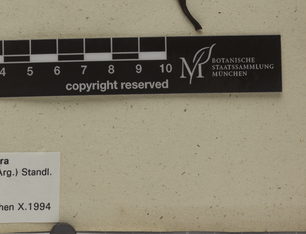 4 5 6 7 8 9 10
copyright reserved
BOTANISCHE
STAATSSAMMLUNG
MÜNCHEN
ra
Arg.) Standl.
hen X.1994